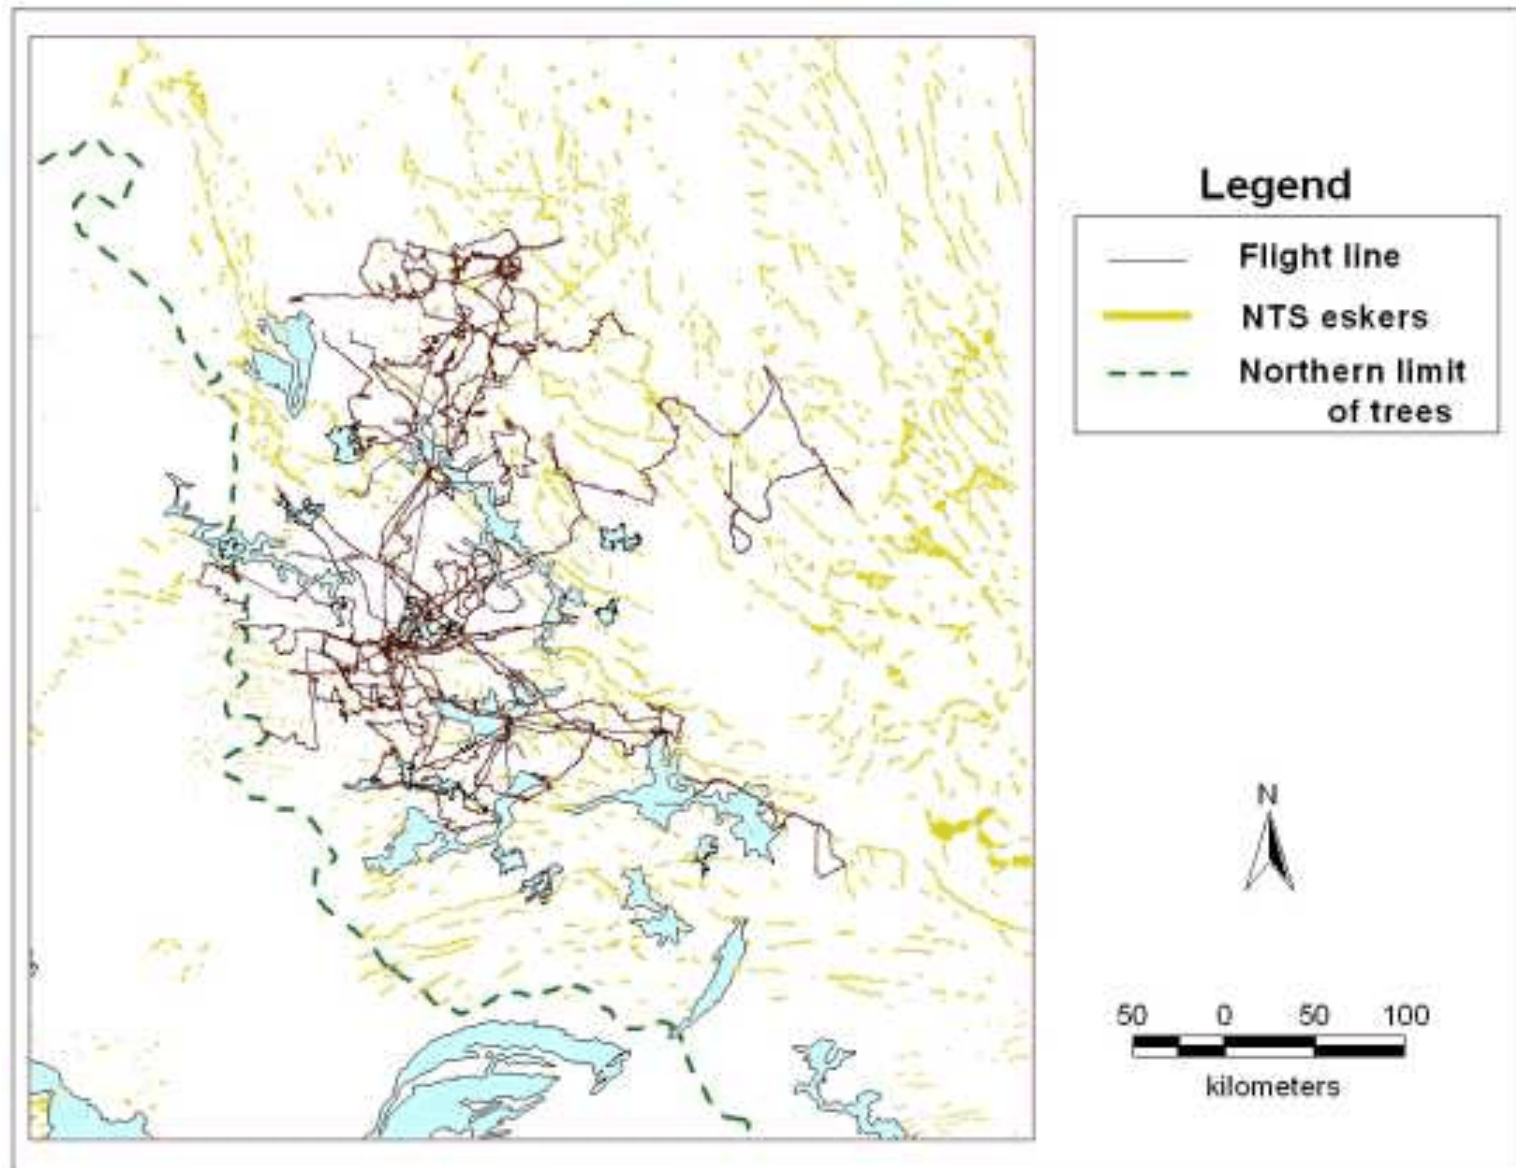 Legend
Flight line
NTS eskers
Northern limit
of trees
N
50 0 50 100
kilometers